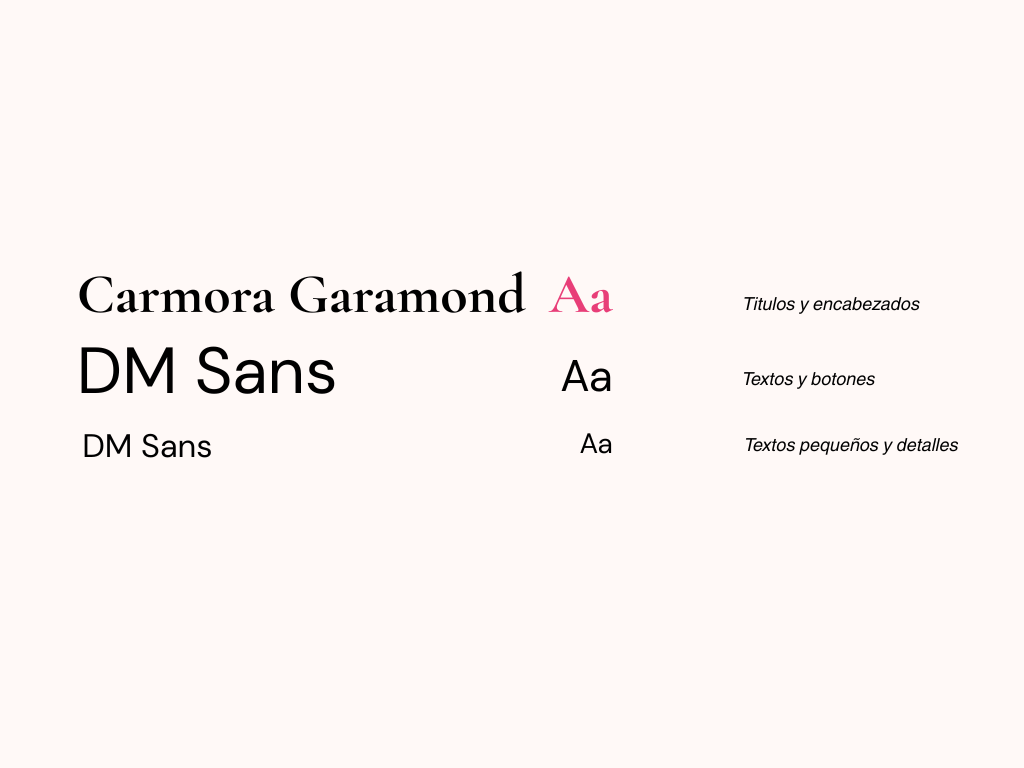 Carmora Garamond Aa Titulos y encabezados
DM Sans Aa Textos y botones
DM Sans Aa Textos pequeños y detalles